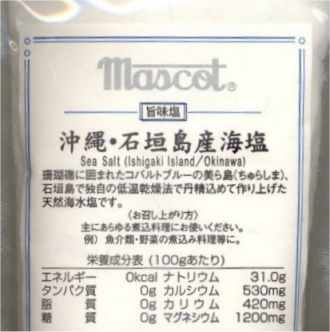 mascot®
旨味塩
沖縄・石垣島産海塩
Sea Salt (Ishigaki Island/Okinawa)
珊瑚礁に囲まれたコバルトブルーの美ら島(ちゅらしま)、
石垣島で独自の低温乾燥法で丹精込めて作り上げた
天然海水塩です。
〈お召し上がり方〉
主にあらゆる煮込み料理にお使いください。
例）魚介類・野菜の煮込み料理等に。
栄養成分表（100gあたり）
エネルギー 0kcal ナトリウム 31.0g
タンパク質 0g カルシウム 530mg
脂質 0g カリウム 420mg
糖質 0g マグネシウム 1200mg